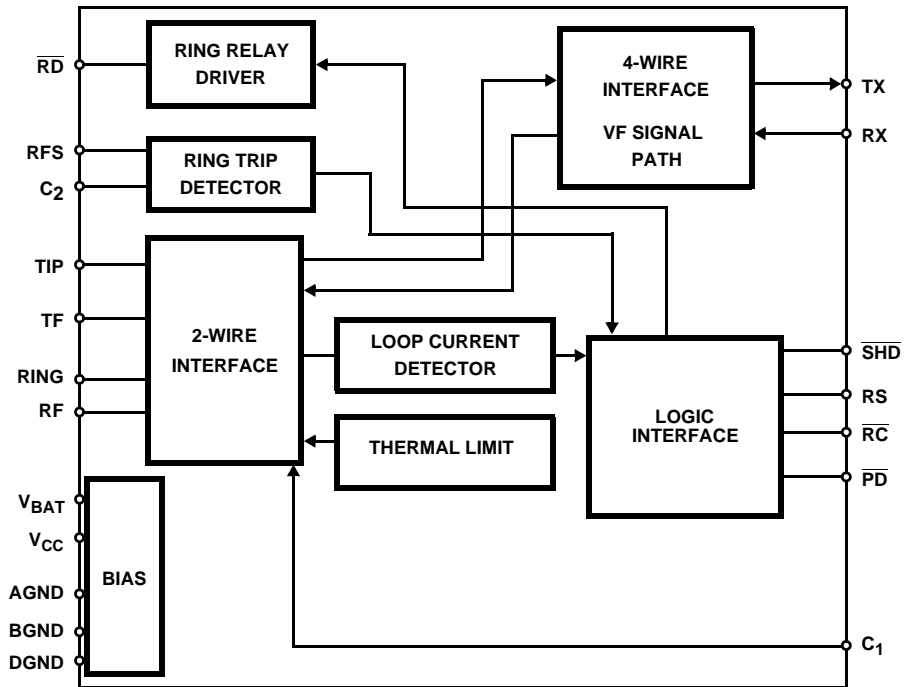 RD
RFS
C2
TIP
TF
RING
RF
VBAT
VCC
AGND
BGND
DGND
RING RELAY
DRIVER
RING TRIP
DETECTOR
2-WIRE
INTERFACE
BIAS
LOOP CURRENT
DETECTOR
THERMAL LIMIT
4-WIRE
INTERFACE
VF SIGNAL
PATH
LOGIC
INTERFACE
TX
RX
SHD
RS
RC
PD
C1